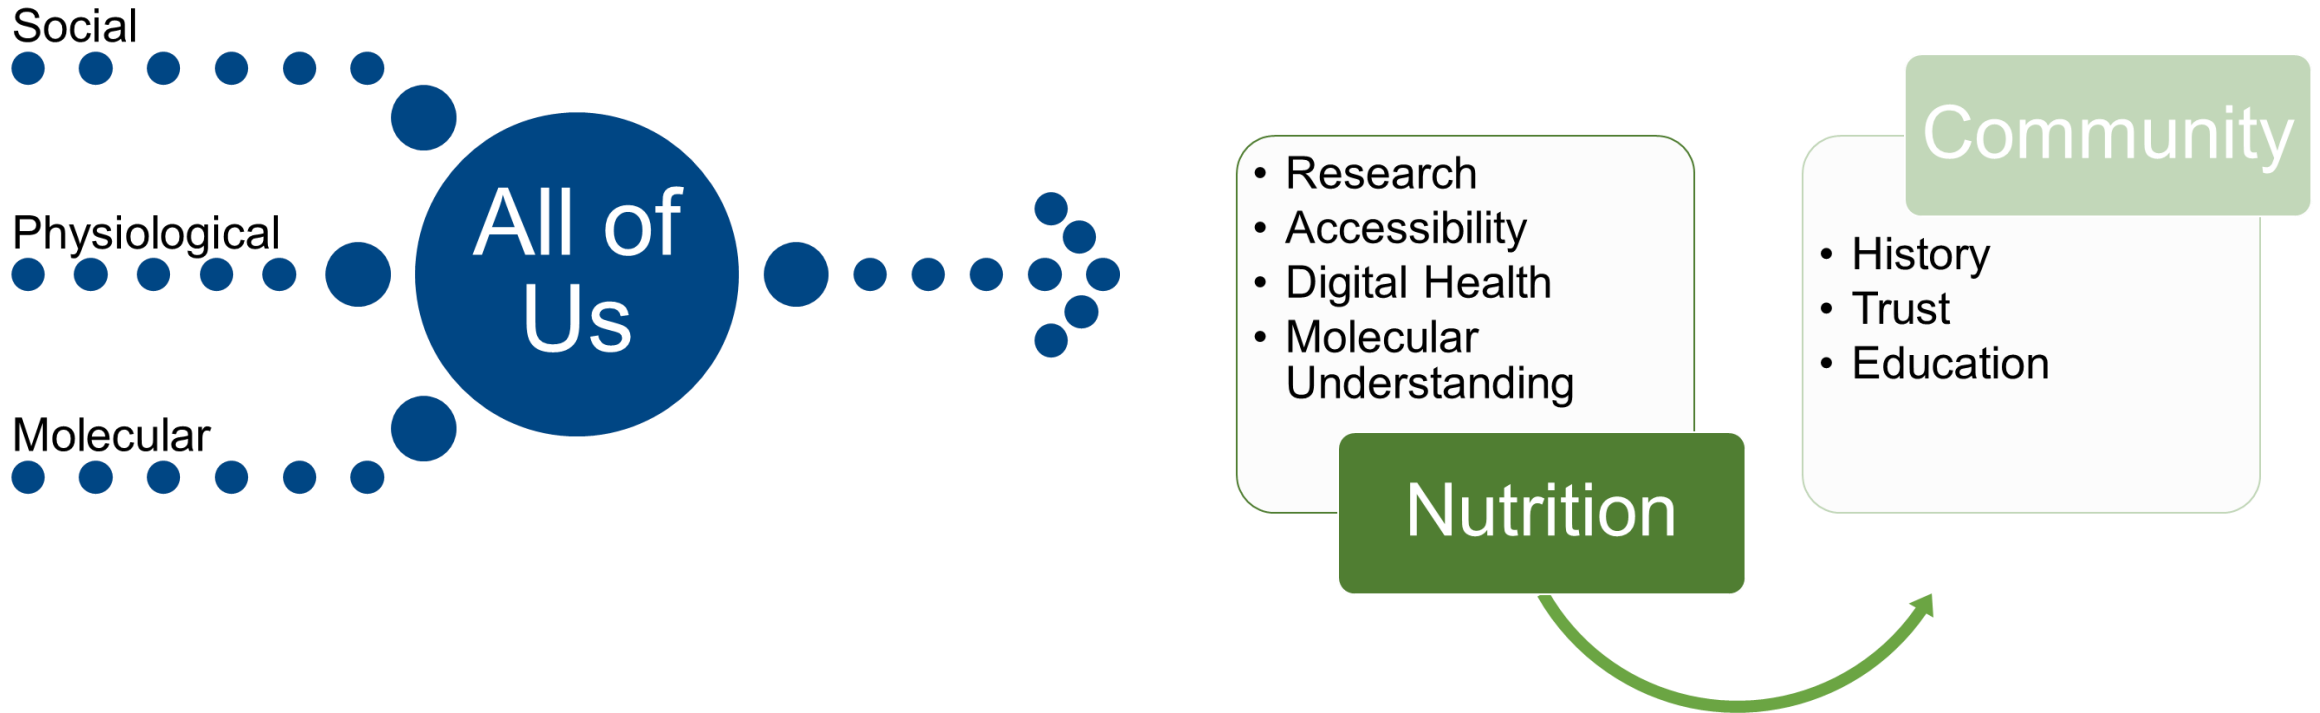 Social
Physiological
Molecular
All of
Us
• Research
• Accessibility
• Digital Health
• Molecular
Understanding
Nutrition
Community
• History
• Trust
• Education